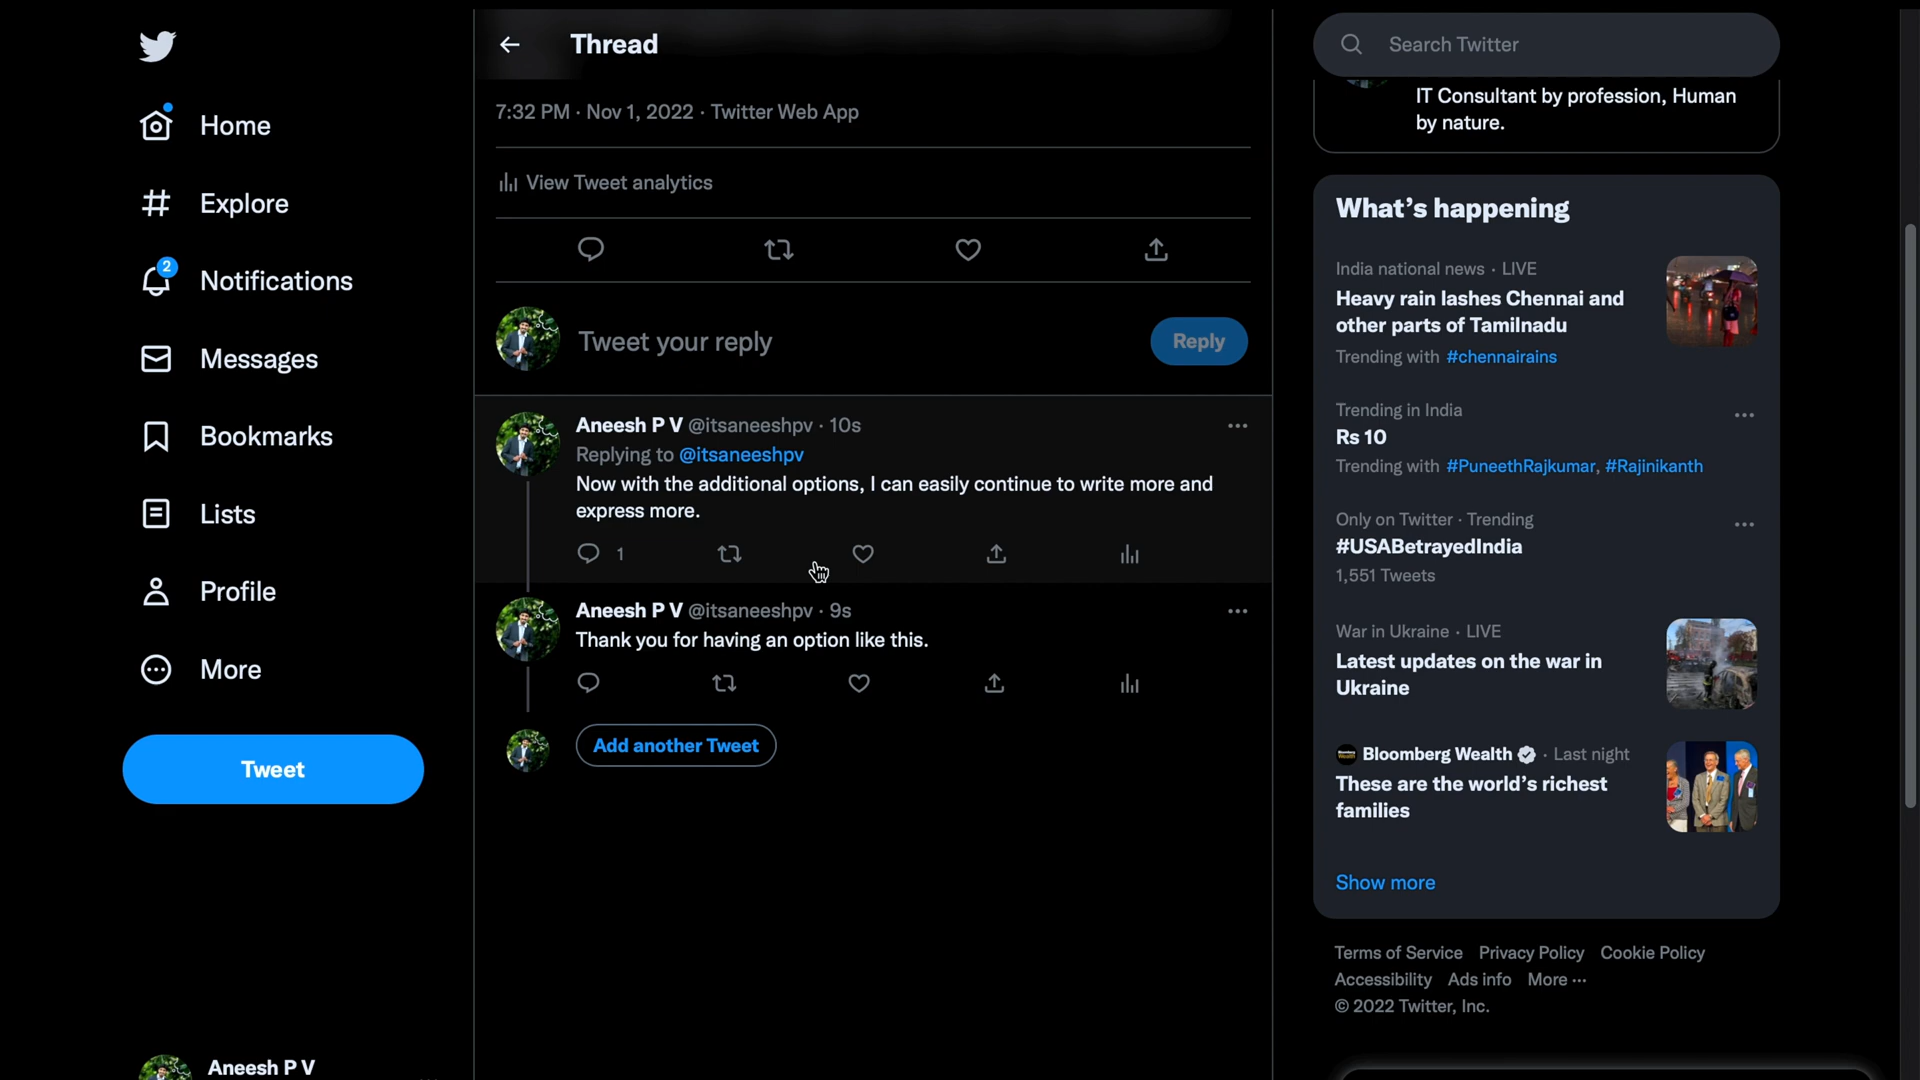 Home
Explore
2
Notifications
Messages
Bookmarks
Lists
Profile
More
Tweet
Aneesh P V
Thread
7:32 PM · Nov 1, 2022 · Twitter Web App
View Tweet analytics
Tweet your reply
Reply
Aneesh P V @itsaneeshpv · 10s
Replying to @itsaneeshpv
Now with the additional options, I can easily continue to write more and
express more.
1
Aneesh P V @itsaneeshpv · 9s
Thank you for having an option like this.
Add another Tweet
Search Twitter
IT Consultant by profession, Human
by nature.
What’s happening
India national news · LIVE
Heavy rain lashes Chennai and
other parts of Tamilnadu
Trending with #chennairains
Trending in India
Rs 10
Trending with #PuneethRajkumar, #Rajinikanth
Only on Twitter · Trending
#USABetrayedIndia
1,551 Tweets
War in Ukraine · LIVE
Latest updates on the war in
Ukraine
Bloomberg Wealth · Last night
These are the world’s richest
families
Show more
Terms of Service Privacy Policy Cookie Policy
Accessibility Ads info More ···
© 2022 Twitter, Inc.